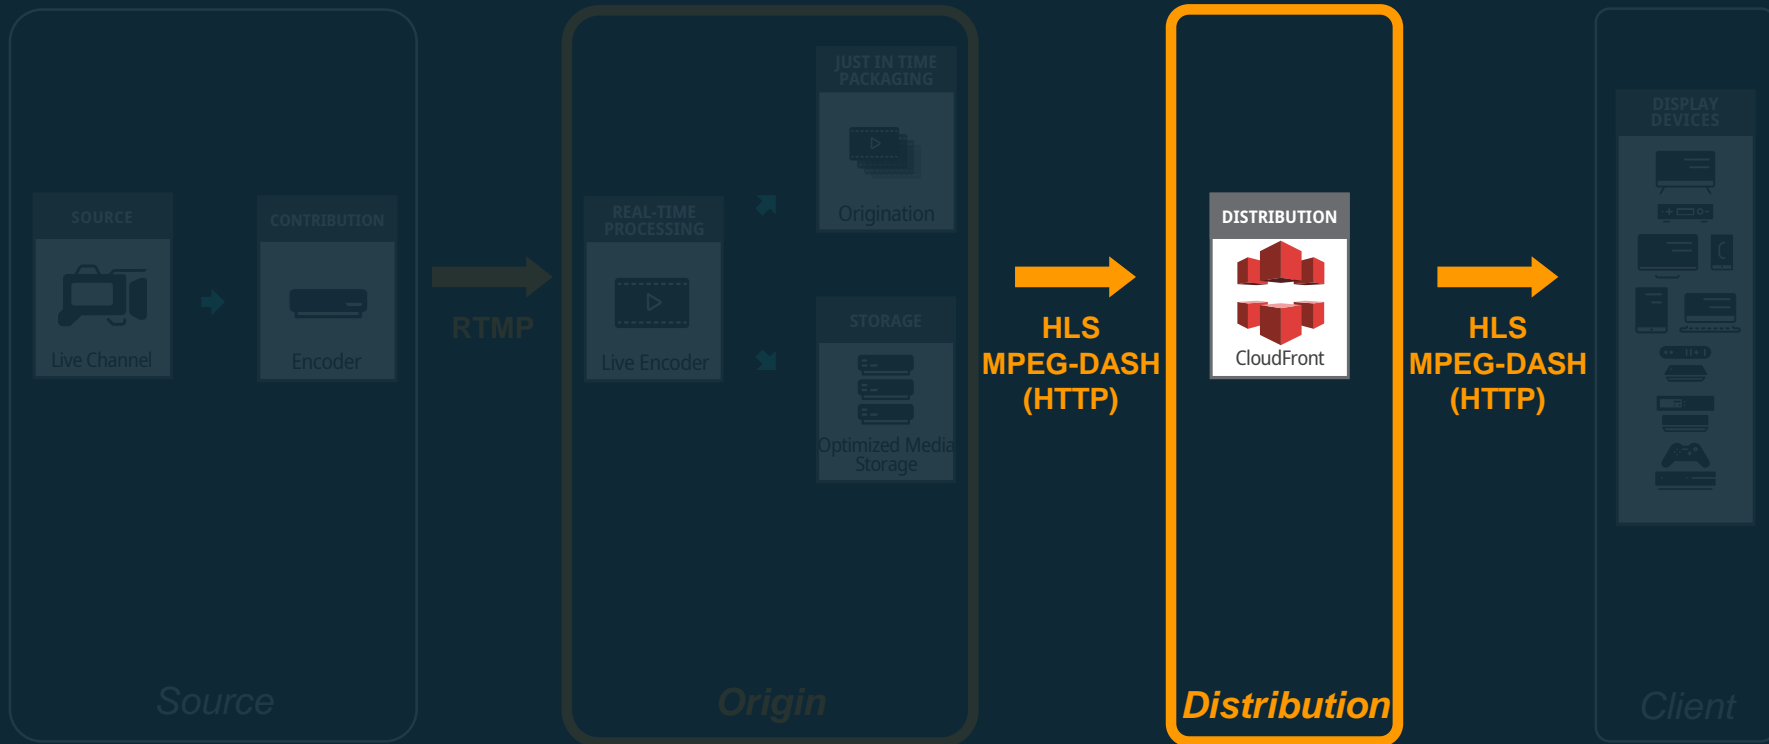 SOURCE
Live Channel
CONTRIBUTION
Encoder
Source
RTMP
REAL-TIME
PROCESSING
Live Encoder
JUST IN TIME
PACKAGING
Origination
STORAGE
Optimized Media
Storage
Origin
HLS
MPEG-DASH
(HTTP)
DISTRIBUTION
CloudFront
Distribution
HLS
MPEG-DASH
(HTTP)
DISPLAY
DEVICES
Client